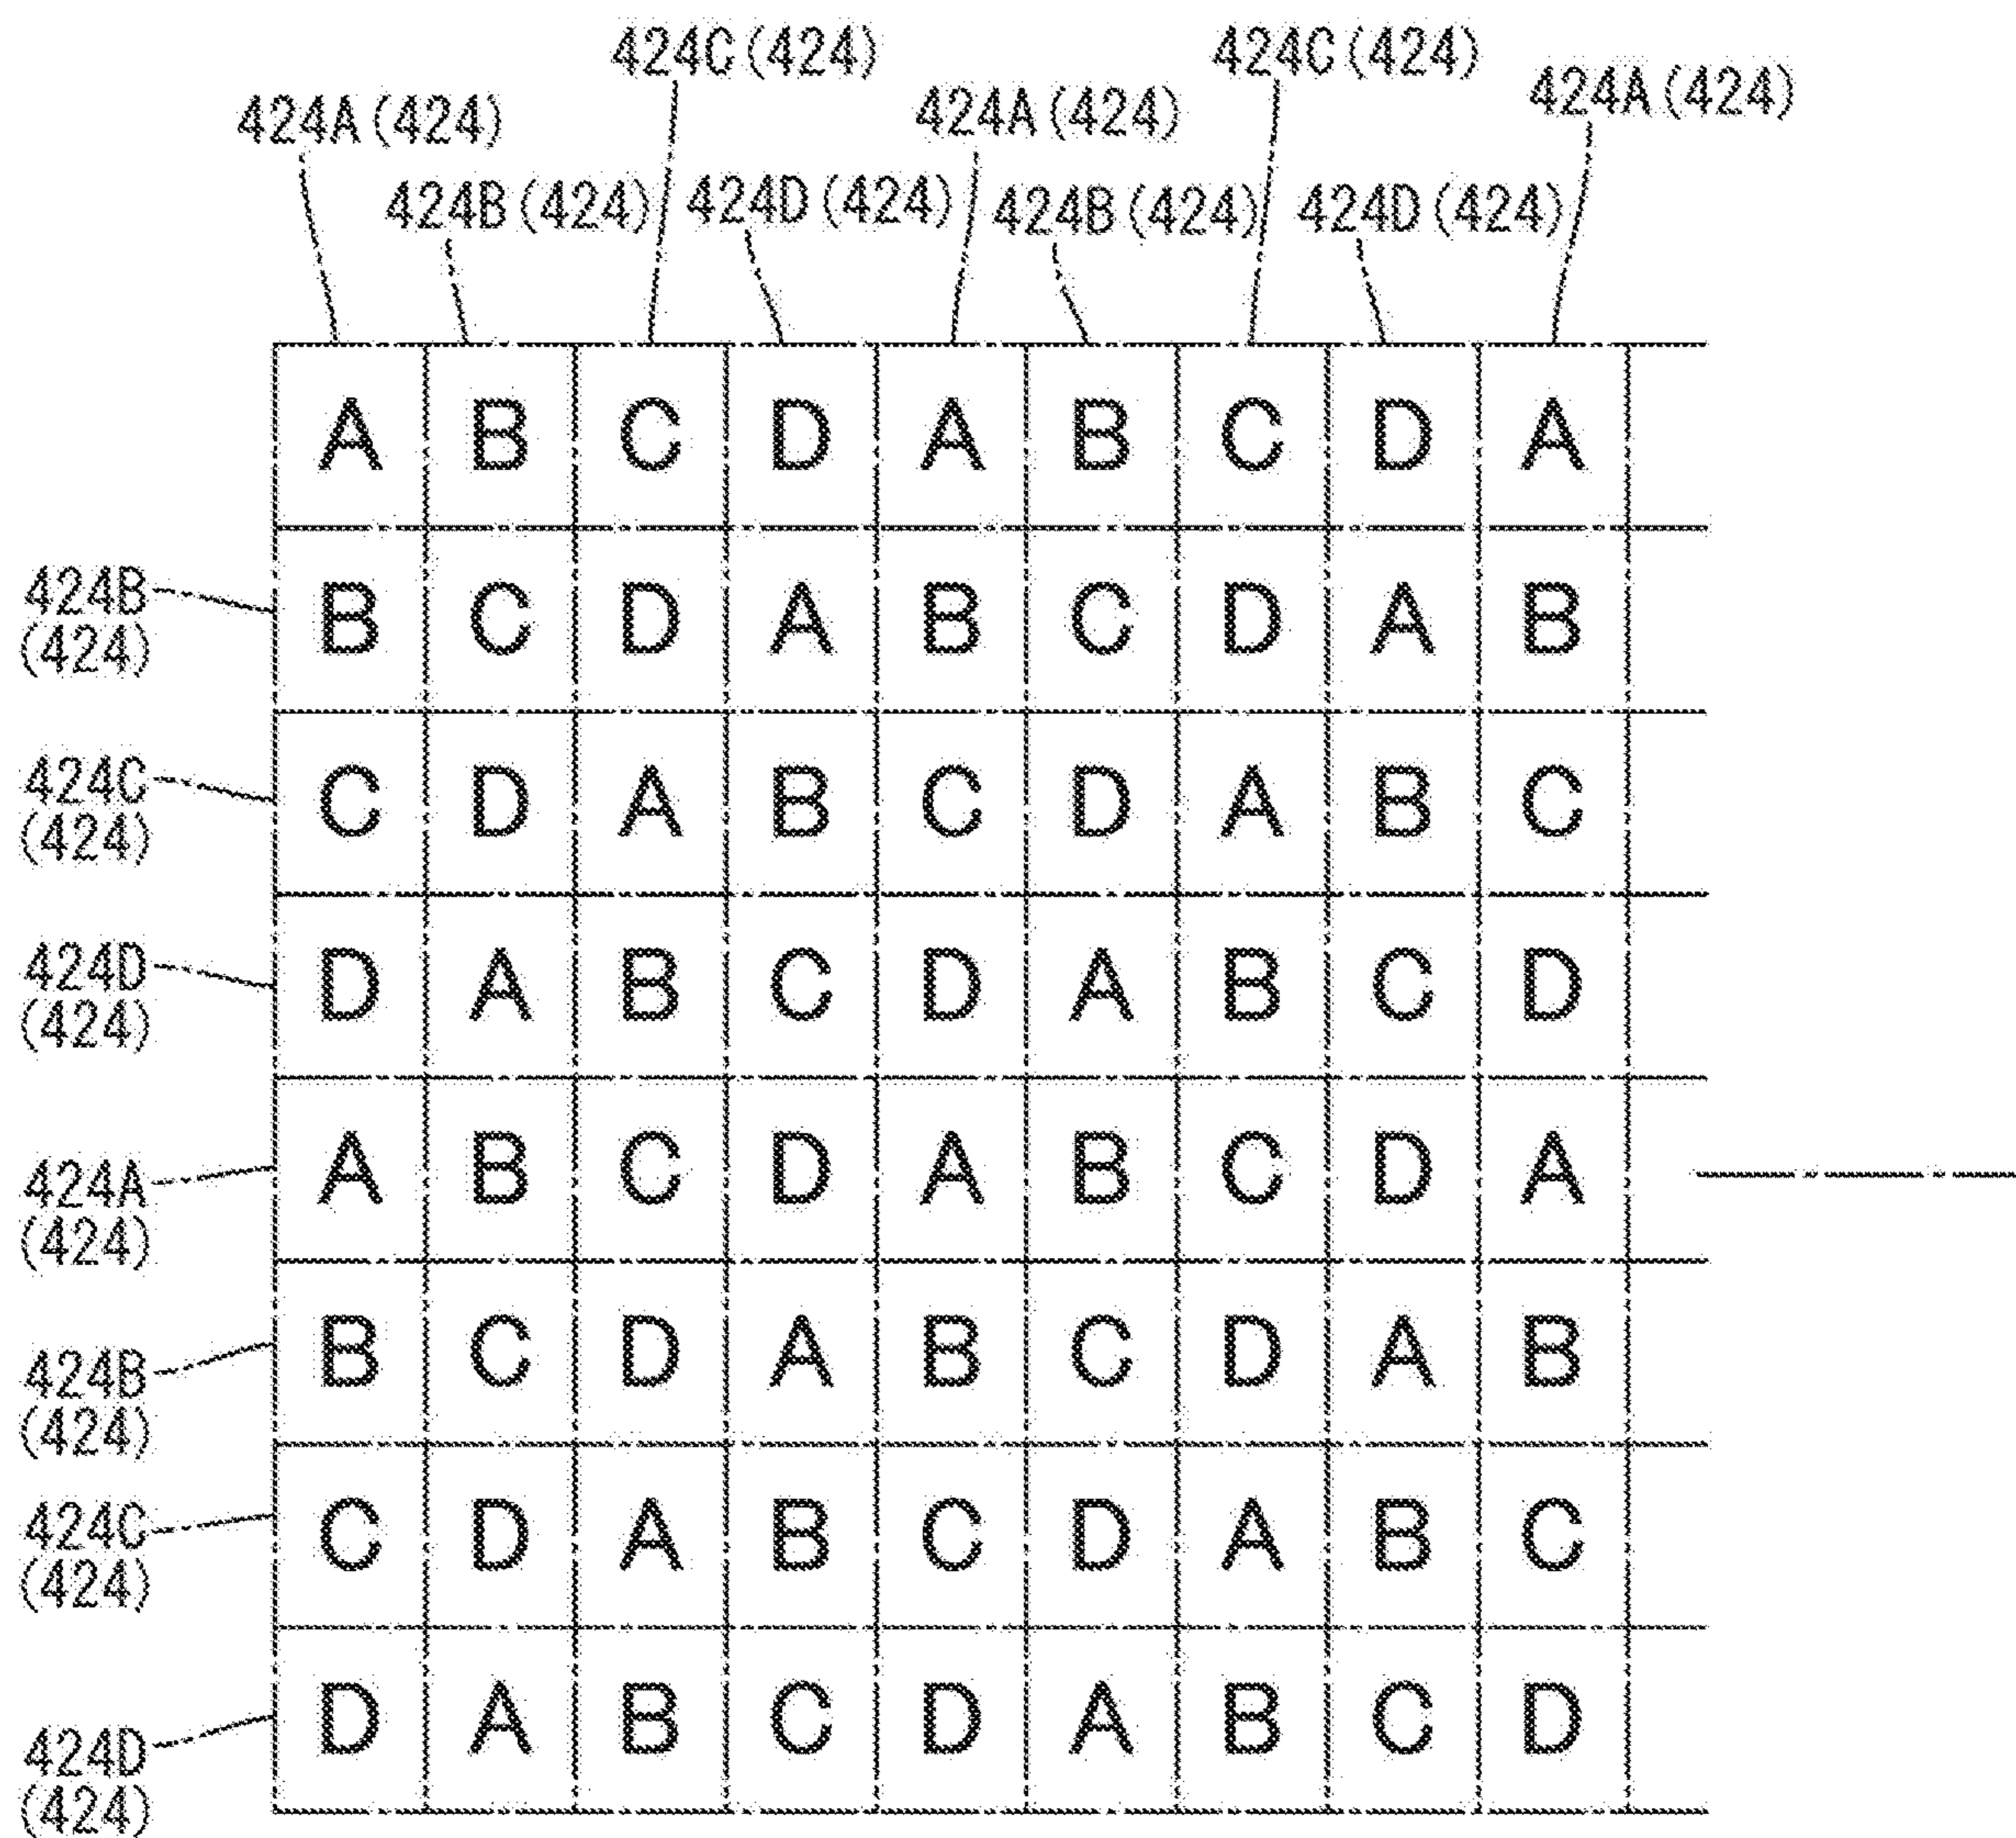 424C(424) 424C(424)
424A(424) 424A(424) 424A(424)
424B(424) 424D(424) 424B(424) 424D(424)
A B C D A B C D A
424B
(424)
B C D A B C D A B
424C
(424)
C D A B C D A B C
424D
(424)
D A B C D A B C D
424A
(424)
A B C D A B C D A
424B
(424)
B C D A B C D A B
424C
(424)
C D A B C D A B C
424D
(424)
D A B C D A B C D